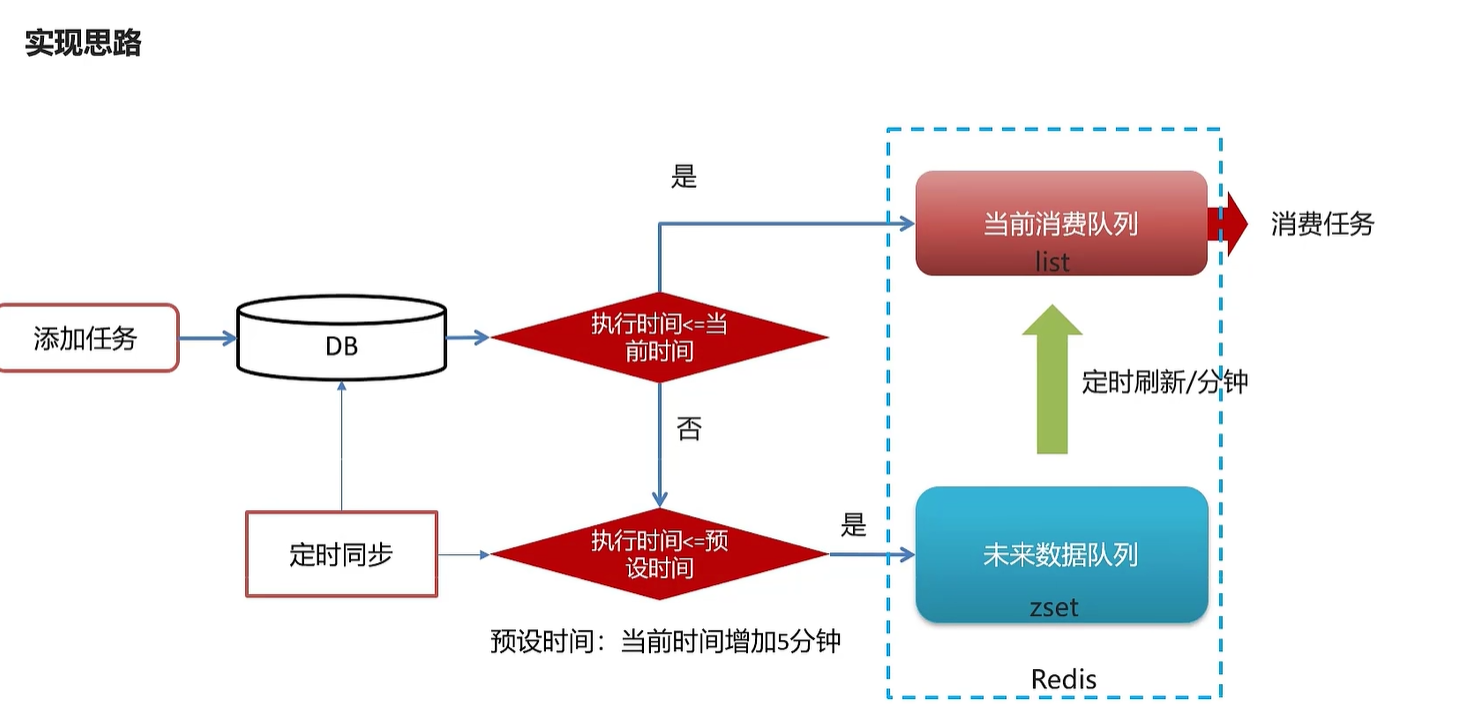 实现思路
是
当前消费队列
list
消费任务
添加任务
DB
执行时间<=当
前时间
定时刷新/分钟
否
定时同步
执行时间<=预
设时间
是
未来数据队列
zset
预设时间：当前时间增加5分钟
Redis